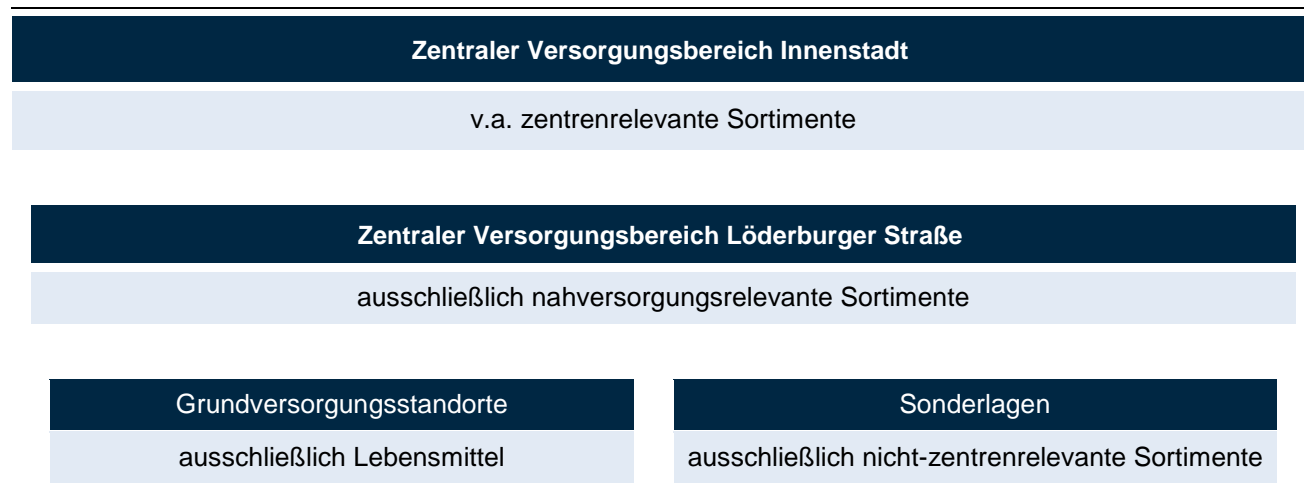 Zentraler Versorgungsbereich Innenstadt
v.a. zentrenrelevante Sortimente
Zentraler Versorgungsbereich Löderburger Straße
ausschließlich nahversorgungsrelevante Sortimente
Grundversorgungsstandorte
ausschließlich Lebensmittel
Sonderlagen
ausschließlich nicht-zentrenrelevante Sortimente